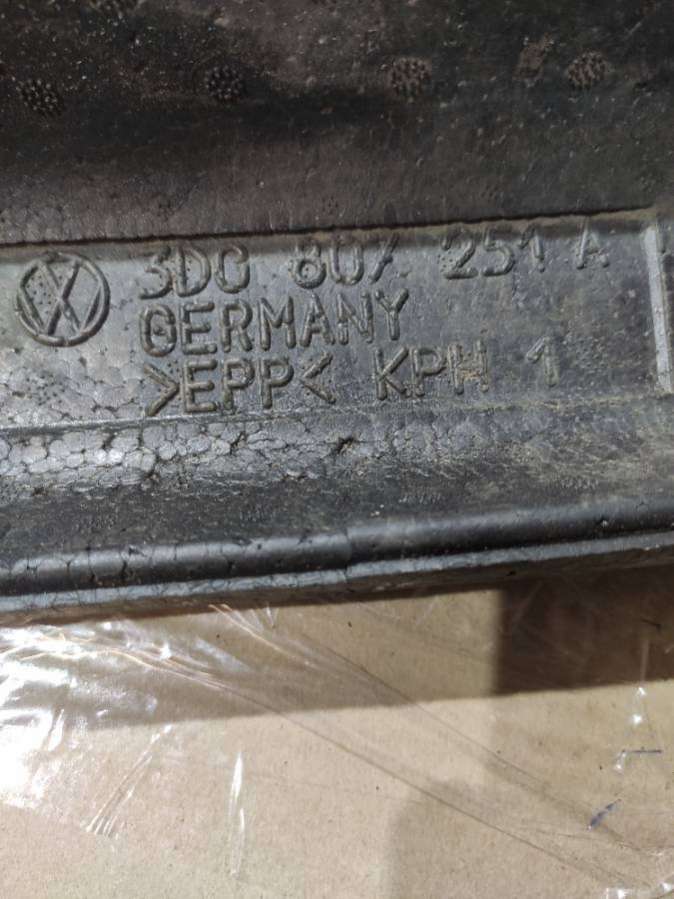 3D0 807 251 A
GERMANY
>EPP< KPH 1